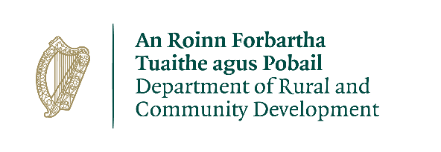 An Roinn Forbartha
Tuaithe agus Pobail
Department of Rural and
Community Development